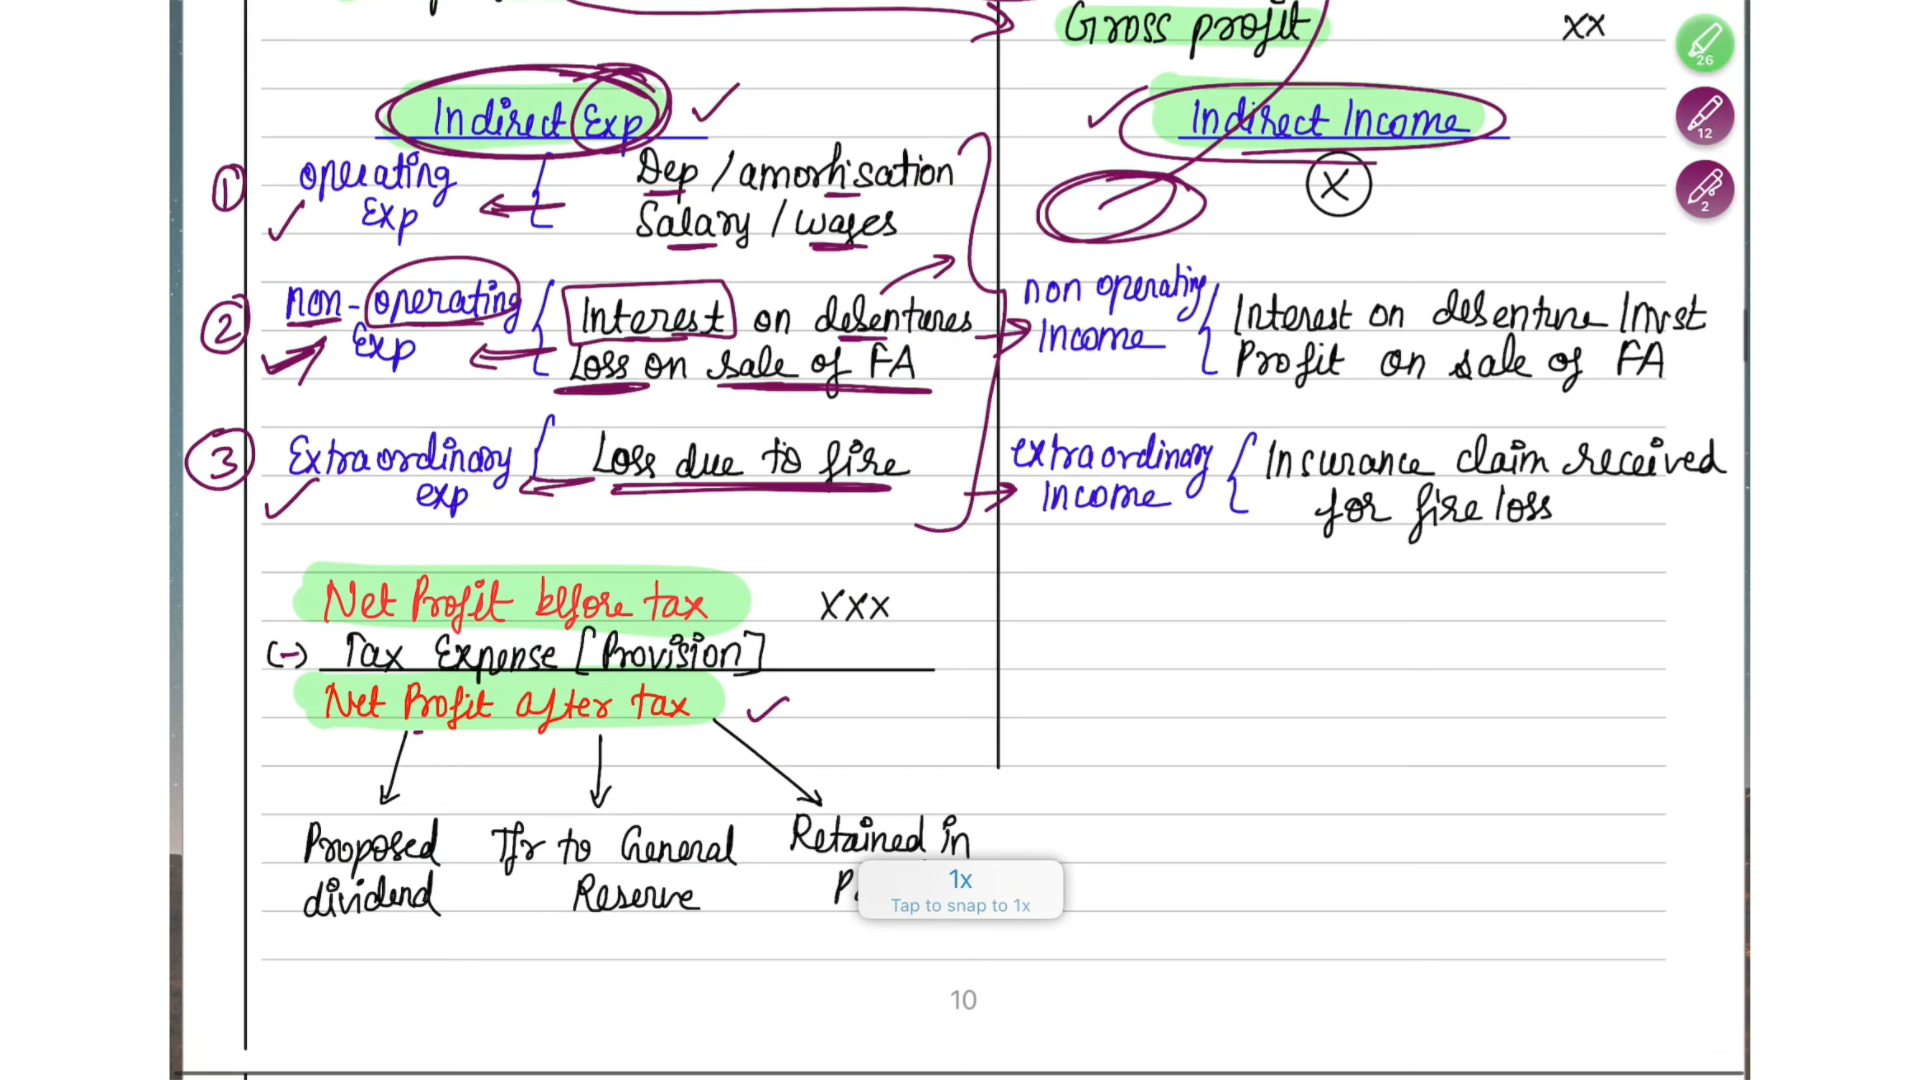 Gross profit XX
26
Indirect Exp
Indirect Income
12
① operating Exp
Dep / amortisation
Salary / wages
X
2
② non-operating Exp
Interest on debentures
Loss on sale of FA
non operating Income
Interest on debenture Invst
Profit on sale of FA
③ Extraordinary exp
Loss due to fire
extraordinary Income
Insurance claim received
for fire loss
Net Profit before tax XXX
(-) Tax Expense [Provision]
Net Profit after tax
Proposed dividend
Tfr to General Reserve
Retained in
1x
Tap to snap to 1x
10